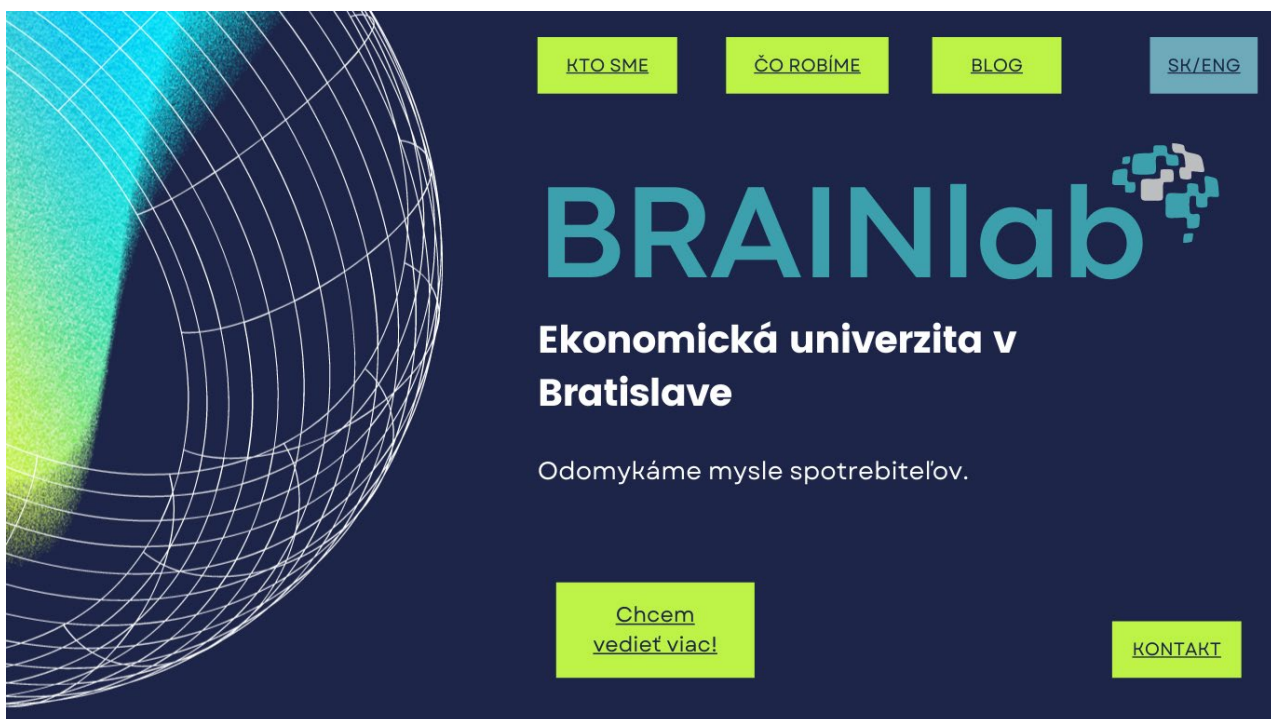 KTO SME
ČO ROBÍME
BLOG
SK/ENG
BRAINlab
Ekonomická univerzita v
Bratislave
Odomykáme mysle spotrebiteľov.
Chcem
vedieť viac!
KONTAKT